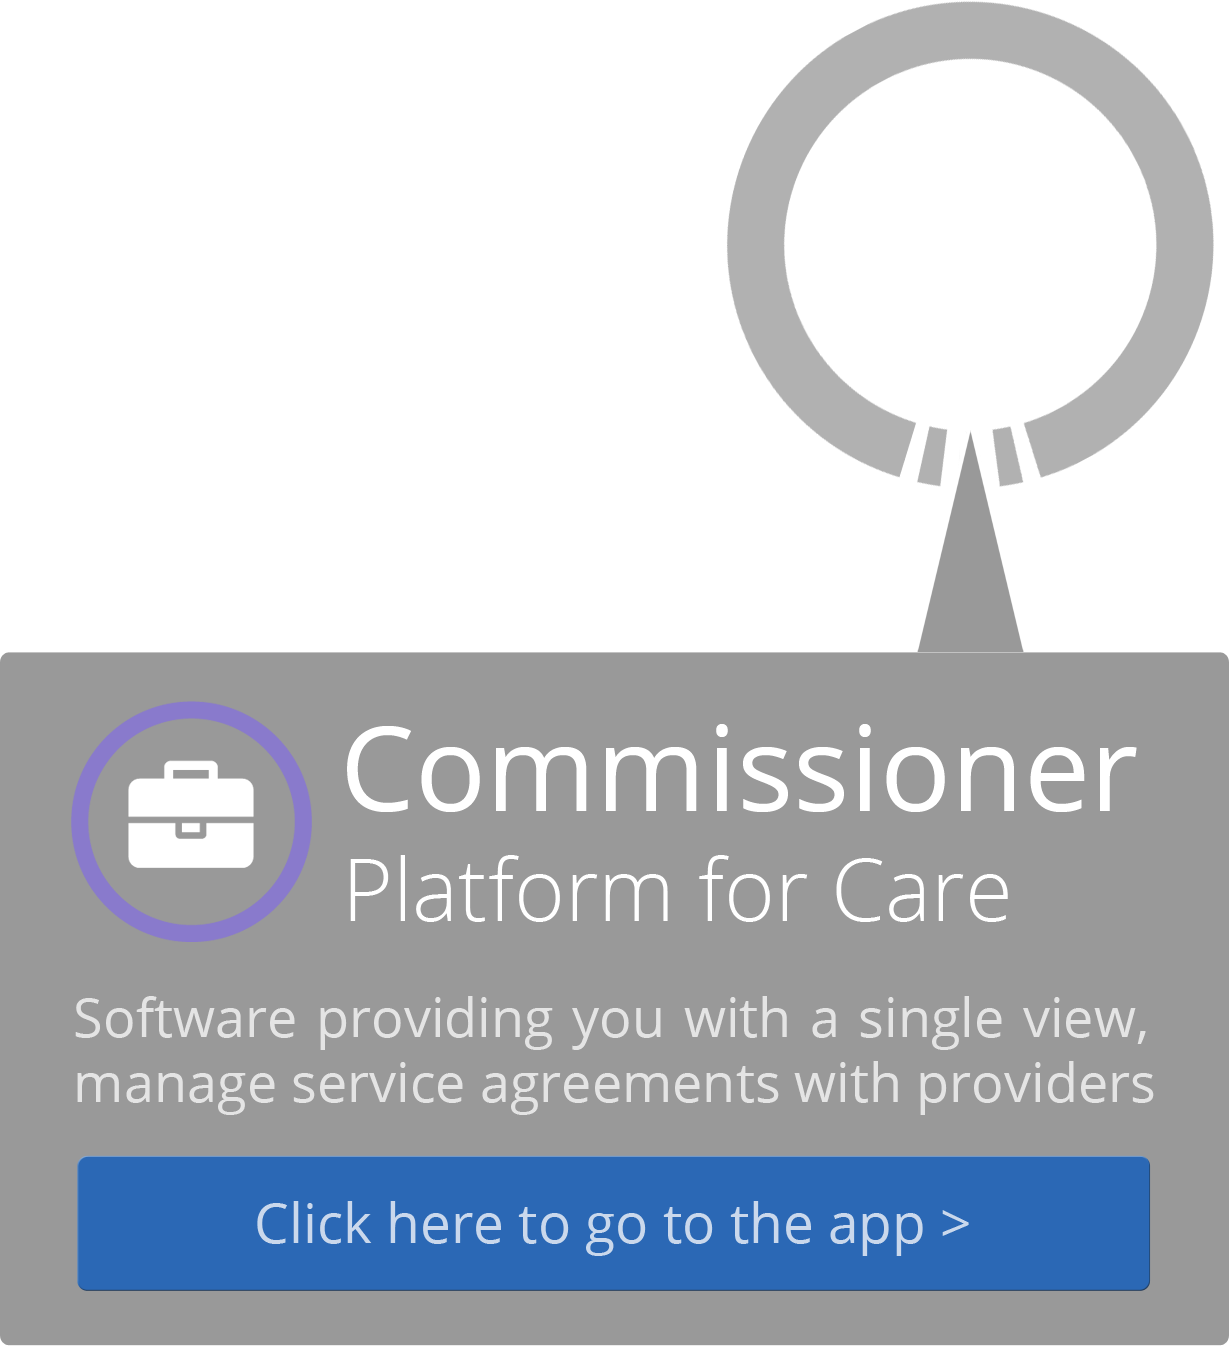 Commissioner
Platform for Care
Software providing you with a single view,
manage service agreements with providers
Click here to go to the app >